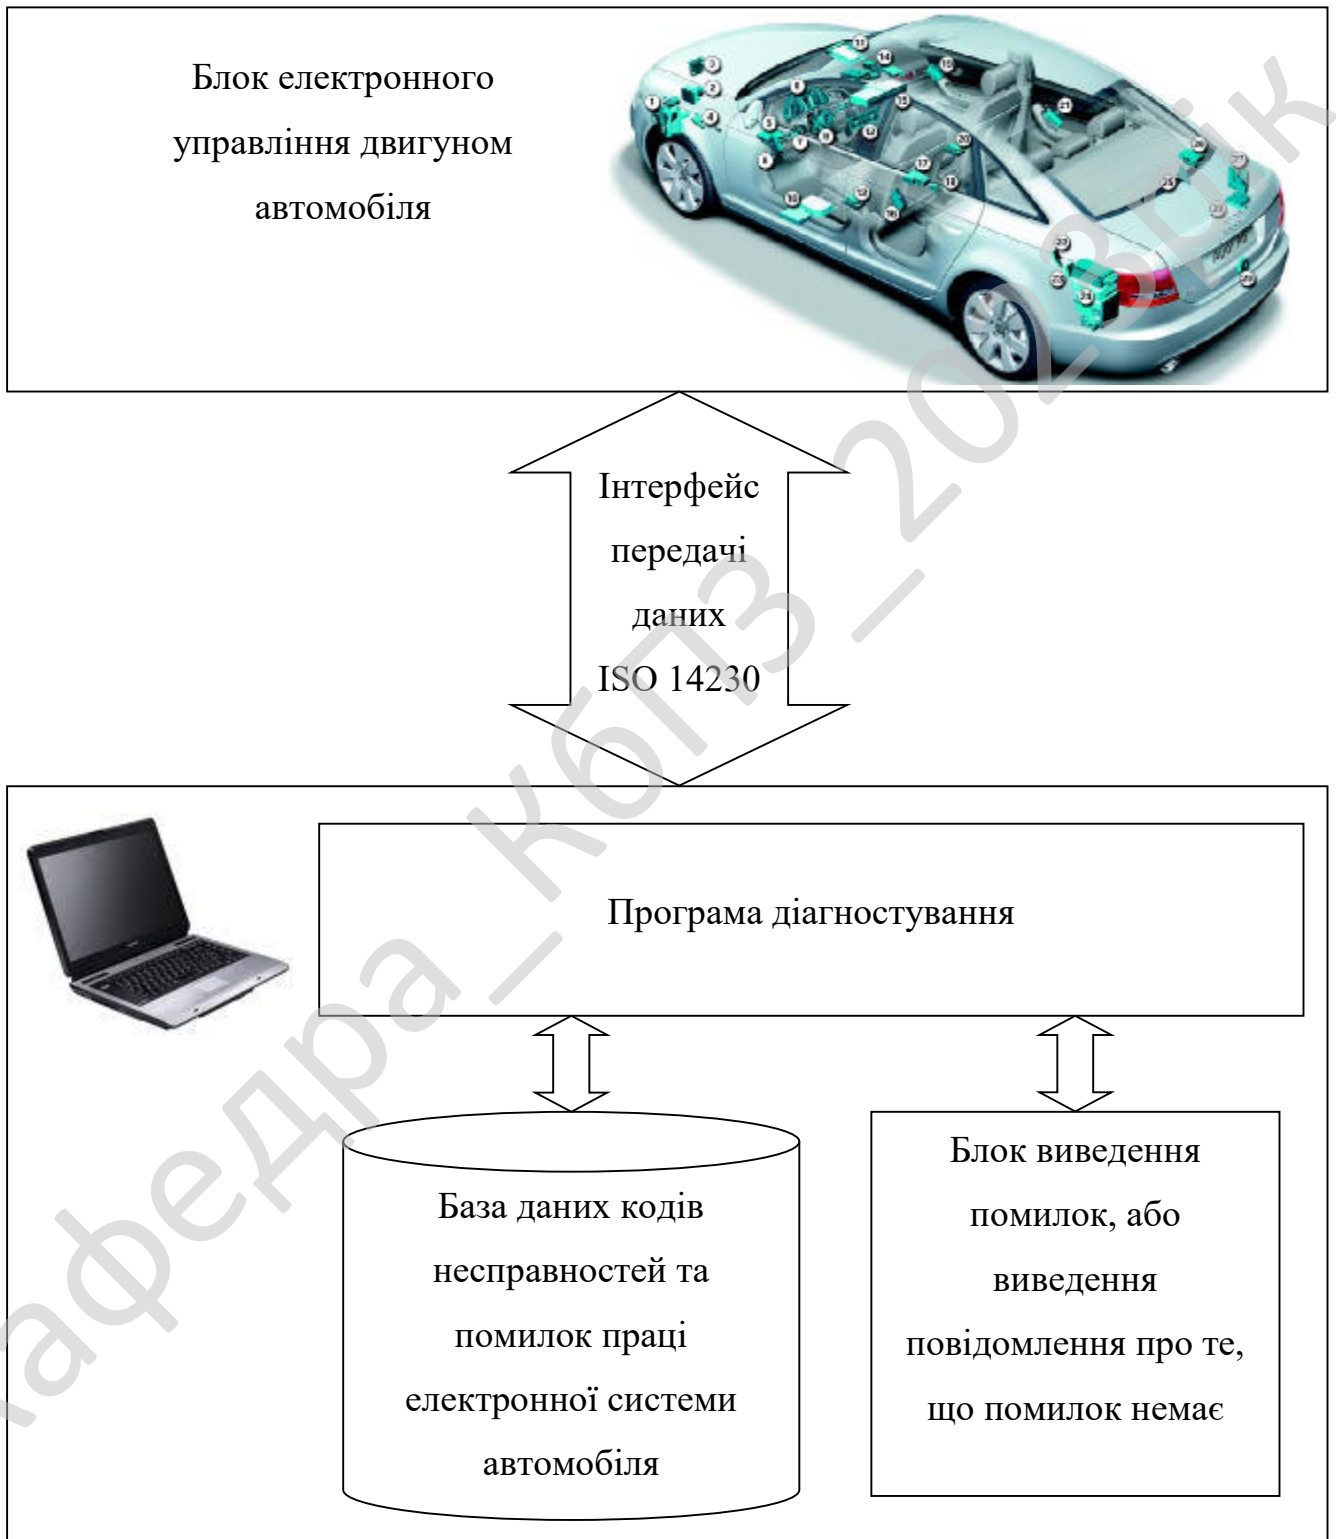 Блок електронного
управління двигуном
автомобіля
Інтерфейс
передачі
даних
ISO 14230
Програма діагностування
База даних кодів
несправностей та
помилок праці
електронної системи
автомобіля
Блок виведення
помилок, або
виведення
повідомлення про те,
що помилок немає
кафедра_КбПЗ_2023рік